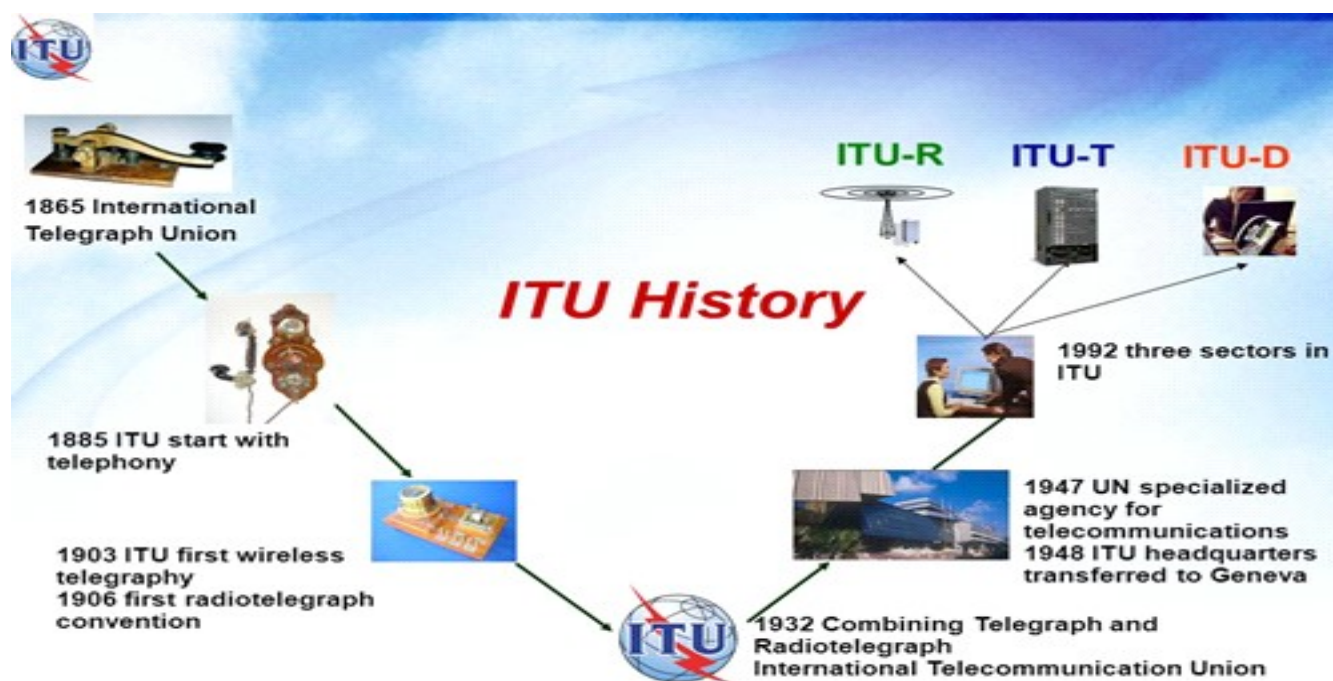 ITU
1865 International
Telegraph Union
1885 ITU start with
telephony
1903 ITU first wireless
telegraphy
1906 first radiotelegraph
convention
ITU
1932 Combining Telegraph and
Radiotelegraph
International Telecommunication Union
1947 UN specialized
agency for
telecommunications
1948 ITU headquarters
transferred to Geneva
1992 three sectors in
ITU
ITU-R ITU-T ITU-D
ITU History